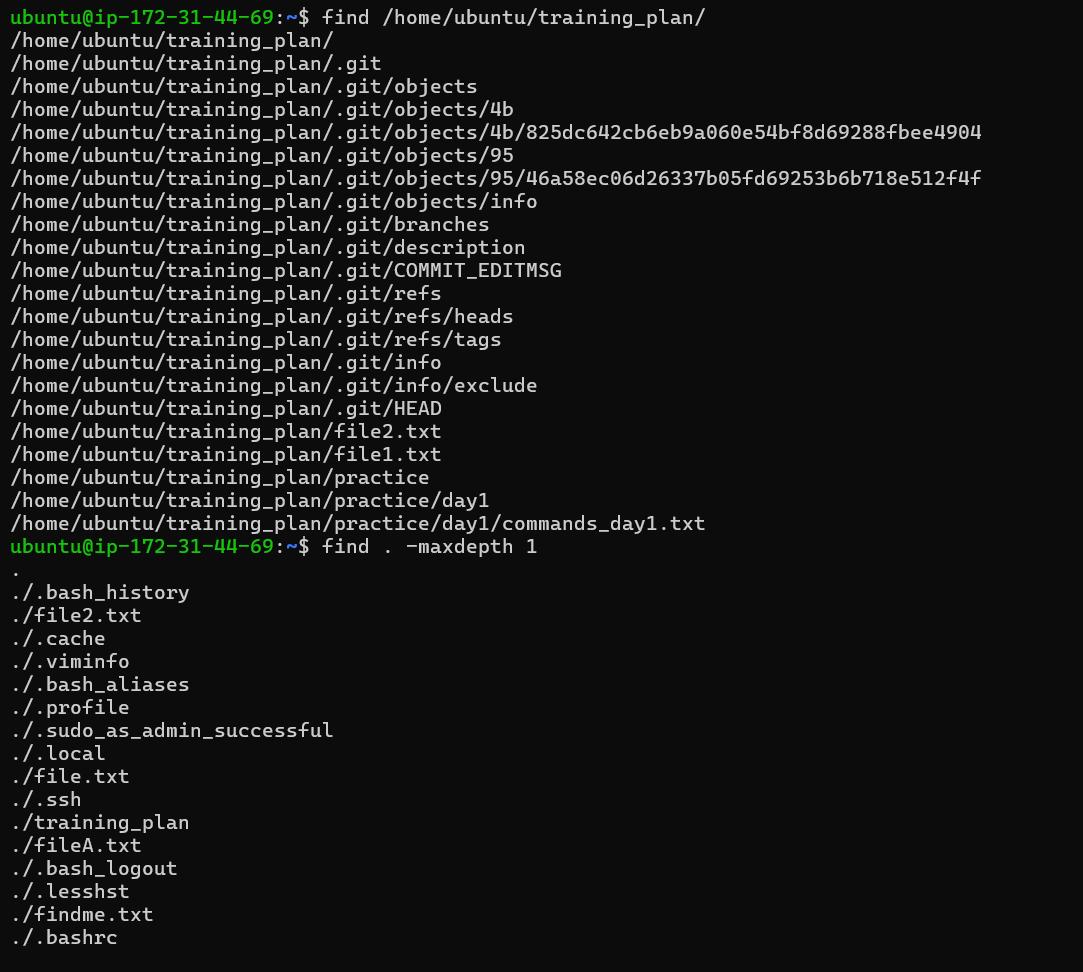 ubuntu@ip-172-31-44-69:~$ find /home/ubuntu/training_plan/
/home/ubuntu/training_plan/
/home/ubuntu/training_plan/.git
/home/ubuntu/training_plan/.git/objects
/home/ubuntu/training_plan/.git/objects/4b
/home/ubuntu/training_plan/.git/objects/4b/825dc642cb6eb9a060e54bf8d69288fbee4904
/home/ubuntu/training_plan/.git/objects/95
/home/ubuntu/training_plan/.git/objects/95/46a58ec06d26337b05fd69253b6b718e512f4f
/home/ubuntu/training_plan/.git/objects/info
/home/ubuntu/training_plan/.git/branches
/home/ubuntu/training_plan/.git/description
/home/ubuntu/training_plan/.git/COMMIT_EDITMSG
/home/ubuntu/training_plan/.git/refs
/home/ubuntu/training_plan/.git/refs/heads
/home/ubuntu/training_plan/.git/refs/tags
/home/ubuntu/training_plan/.git/info
/home/ubuntu/training_plan/.git/info/exclude
/home/ubuntu/training_plan/.git/HEAD
/home/ubuntu/training_plan/file2.txt
/home/ubuntu/training_plan/file1.txt
/home/ubuntu/training_plan/practice
/home/ubuntu/training_plan/practice/day1
/home/ubuntu/training_plan/practice/day1/commands_day1.txt
ubuntu@ip-172-31-44-69:~$ find . -maxdepth 1
.
./.bash_history
./file2.txt
./.cache
./.viminfo
./.bash_aliases
./.profile
./.sudo_as_admin_successful
./.local
./file.txt
./.ssh
./training_plan
./fileA.txt
./.bash_logout
./.lesshst
./findme.txt
./.bashrc